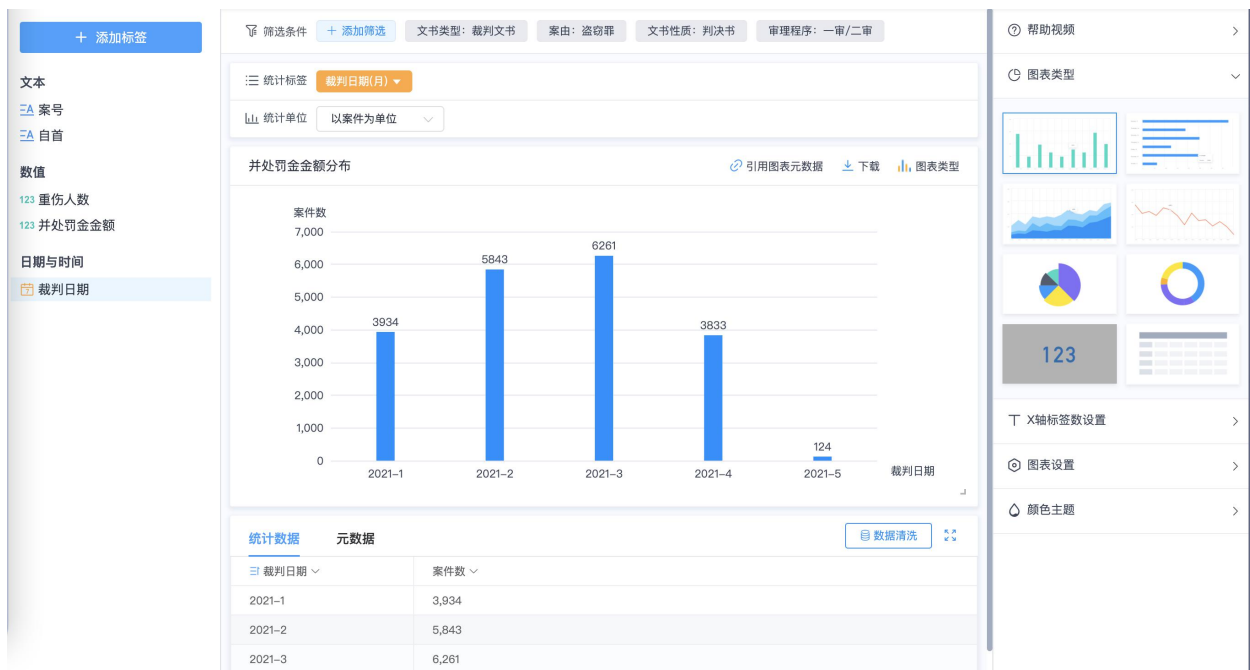 + 添加标签
文本
案号
自首
数值
123 重伤人数
123 并处罚金金额
日期与时间
裁判日期
筛选条件 + 添加筛选 文书类型: 裁判文书 案由: 盗窃罪 文书性质: 判决书 审理程序: 一审/二审
统计标签 裁判日期(月)
统计单位 以案件为单位
并处罚金金额分布 引用图表元数据 下载 图表类型
案件数
7,000
6,000
5,000
4,000
3,000
2,000
1,000
0
3934
5843
6261
3833
124
2021-1 2021-2 2021-3 2021-4 2021-5 裁判日期
统计数据 元数据 数据清洗
裁判日期 案件数
2021-1 3,934
2021-2 5,843
2021-3 6,261
帮助视频
图表类型
123
X轴标签数设置
图表设置
颜色主题